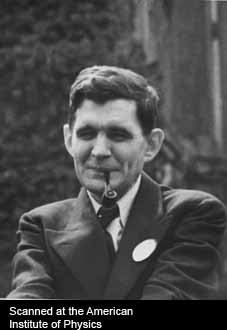 Scanned at the American
Institute of Physics